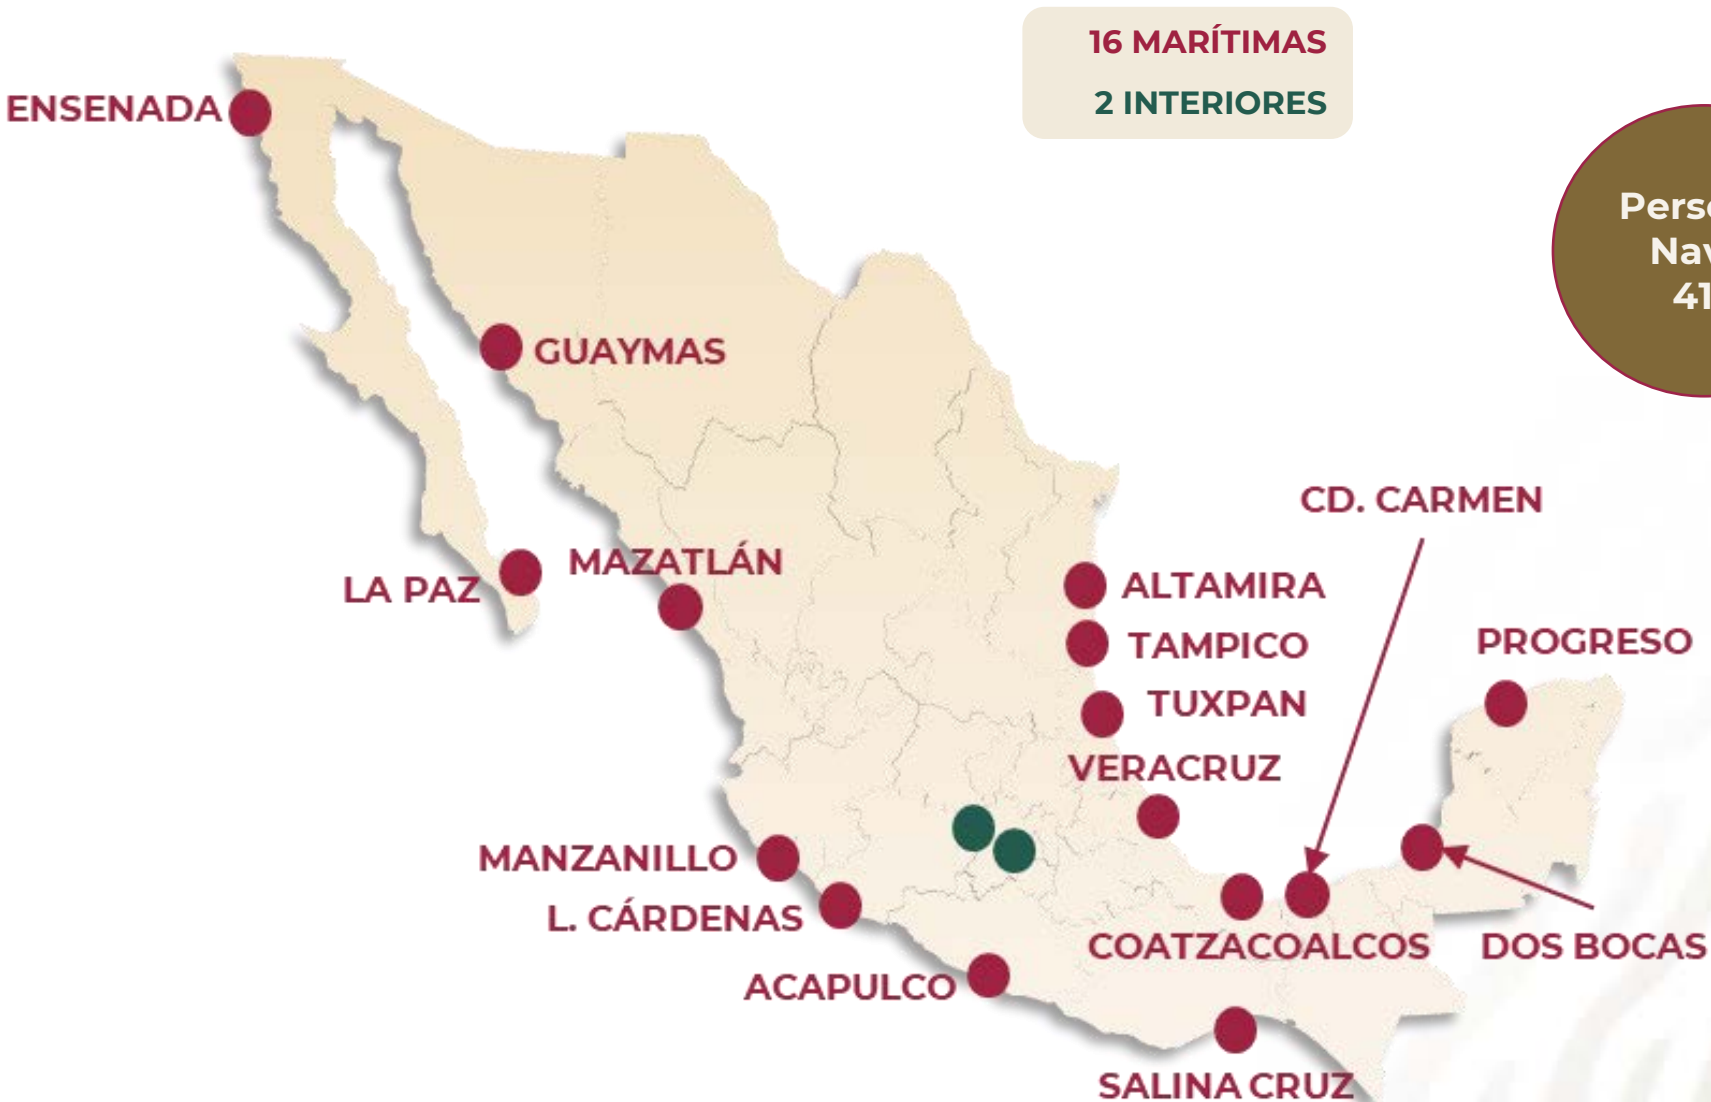 16 MARÍTIMAS
2 INTERIORES
ENSENADA
GUAYMAS
CD. CARMEN
MAZATLÁN
LA PAZ
ALTAMIRA
TAMPICO
PROGRESO
TUXPAN
VERACRUZ
MANZANILLO
L. CÁRDENAS
COATZACOALCOS
DOS BOCAS
ACAPULCO
SALINA CRUZ